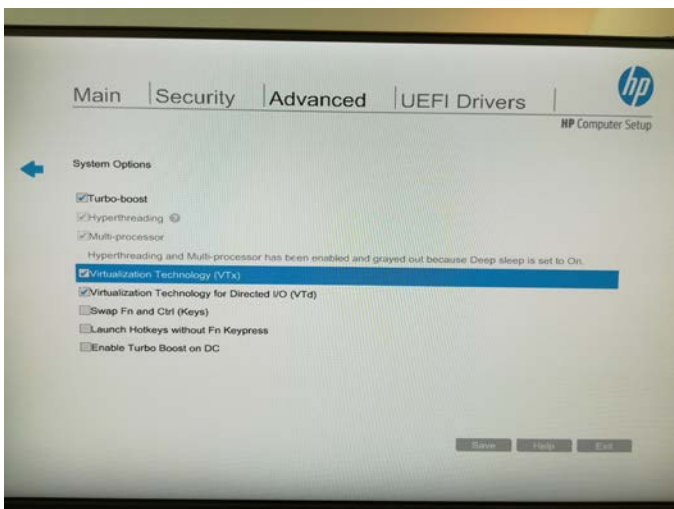 hp
Main Security Advanced UEFI Drivers
HP Computer Setup
System Options
Turbo-boost
Hyperthreading ?
Multi-processor
Hyperthreading and Multi-processor has been enabled and grayed out because Deep sleep is set to On.
Virtualization Technology (VTx)
Virtualization Technology for Directed I/O (VTd)
Swap Fn and Ctrl (Keys)
Launch Hotkeys without Fn Keypress
Enable Turbo Boost on DC
Save Help Exit